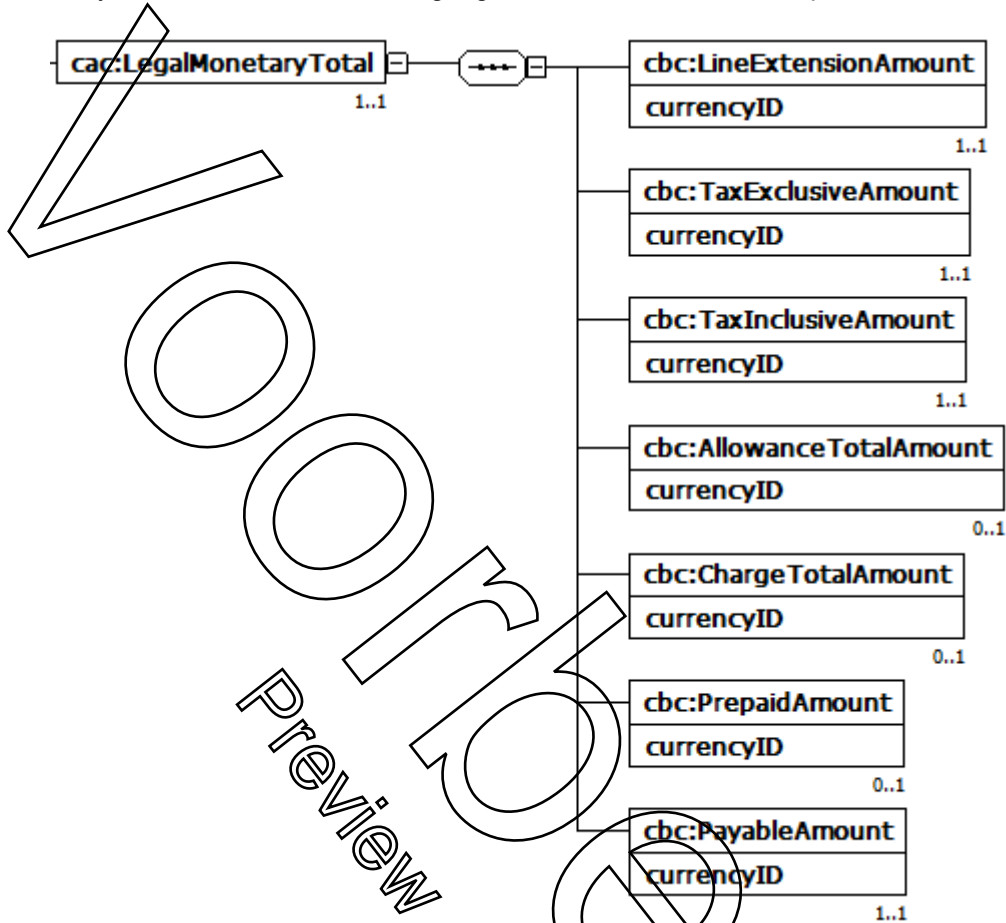 cac:LegalMonetaryTotal
1..1
cbc:LineExtensionAmount
currencyID
1..1
cbc:TaxExclusiveAmount
currencyID
1..1
cbc:TaxInclusiveAmount
currencyID
1..1
cbc:AllowanceTotalAmount
currencyID
0..1
cbc:ChargeTotalAmount
currencyID
0..1
cbc:PrepaidAmount
currencyID
0..1
cbc:PayableAmount
currencyID
1..1
Voorbe
Preview